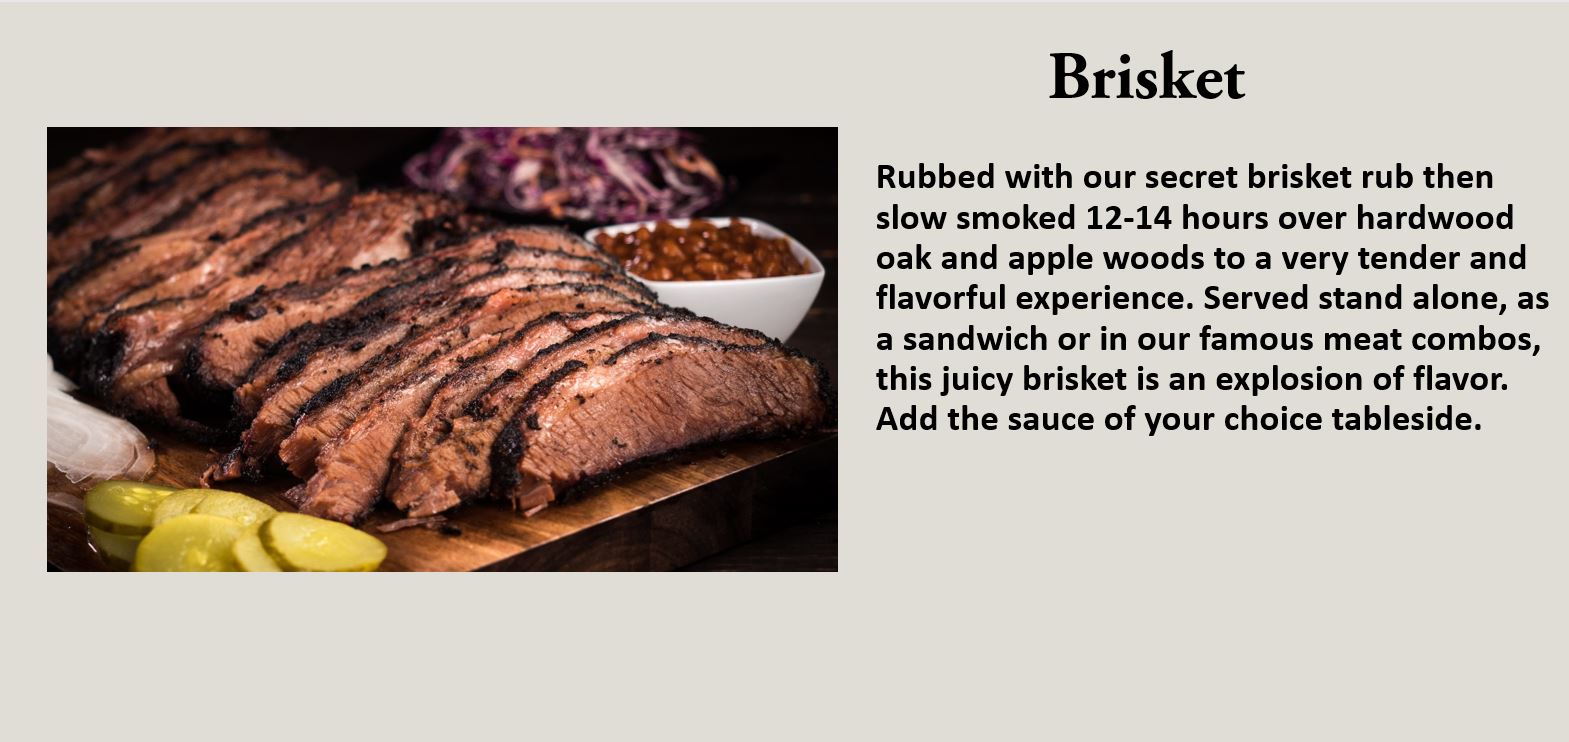 Brisket
Rubbed with our secret brisket rub then
slow smoked 12-14 hours over hardwood
oak and apple woods to a very tender and
flavorful experience. Served stand alone, as
a sandwich or in our famous meat combos,
this juicy brisket is an explosion of flavor.
Add the sauce of your choice tableside.